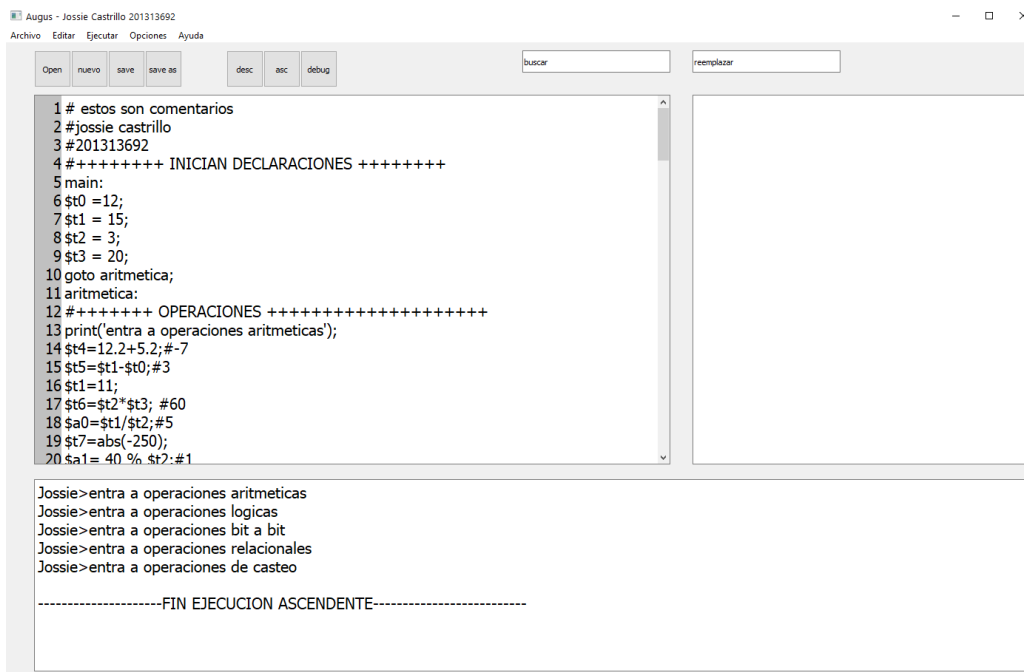 Augus - Jossie Castrillo 201313692
Archivo Editar Ejecutar Opciones Ayuda
Open nuevo save save as desc asc debug buscar reemplazar
1 # estos son comentarios
2 #jossie castrillo
3 #201313692
4 #++++++++ INICIAN DECLARACIONES ++++++++
5 main:
6 $t0 =12;
7 $t1 = 15;
8 $t2 = 3;
9 $t3 = 20;
10 goto aritmetica;
11 aritmetica:
12 #+++++++ OPERACIONES ++++++++++++++++++++
13 print('entra a operaciones aritmeticas');
14 $t4=12.2+5.2;#-7
15 $t5=$t1-$t0;#3
16 $t1=11;
17 $t6=$t2*$t3; #60
18 $a0=$t1/$t2;#5
19 $t7=abs(-250);
20 $a1= 40 % $t2;#1
Jossie>entra a operaciones aritmeticas
Jossie>entra a operaciones logicas
Jossie>entra a operaciones bit a bit
Jossie>entra a operaciones relacionales
Jossie>entra a operaciones de casteo
---------------------FIN EJECUCION ASCENDENTE--------------------------